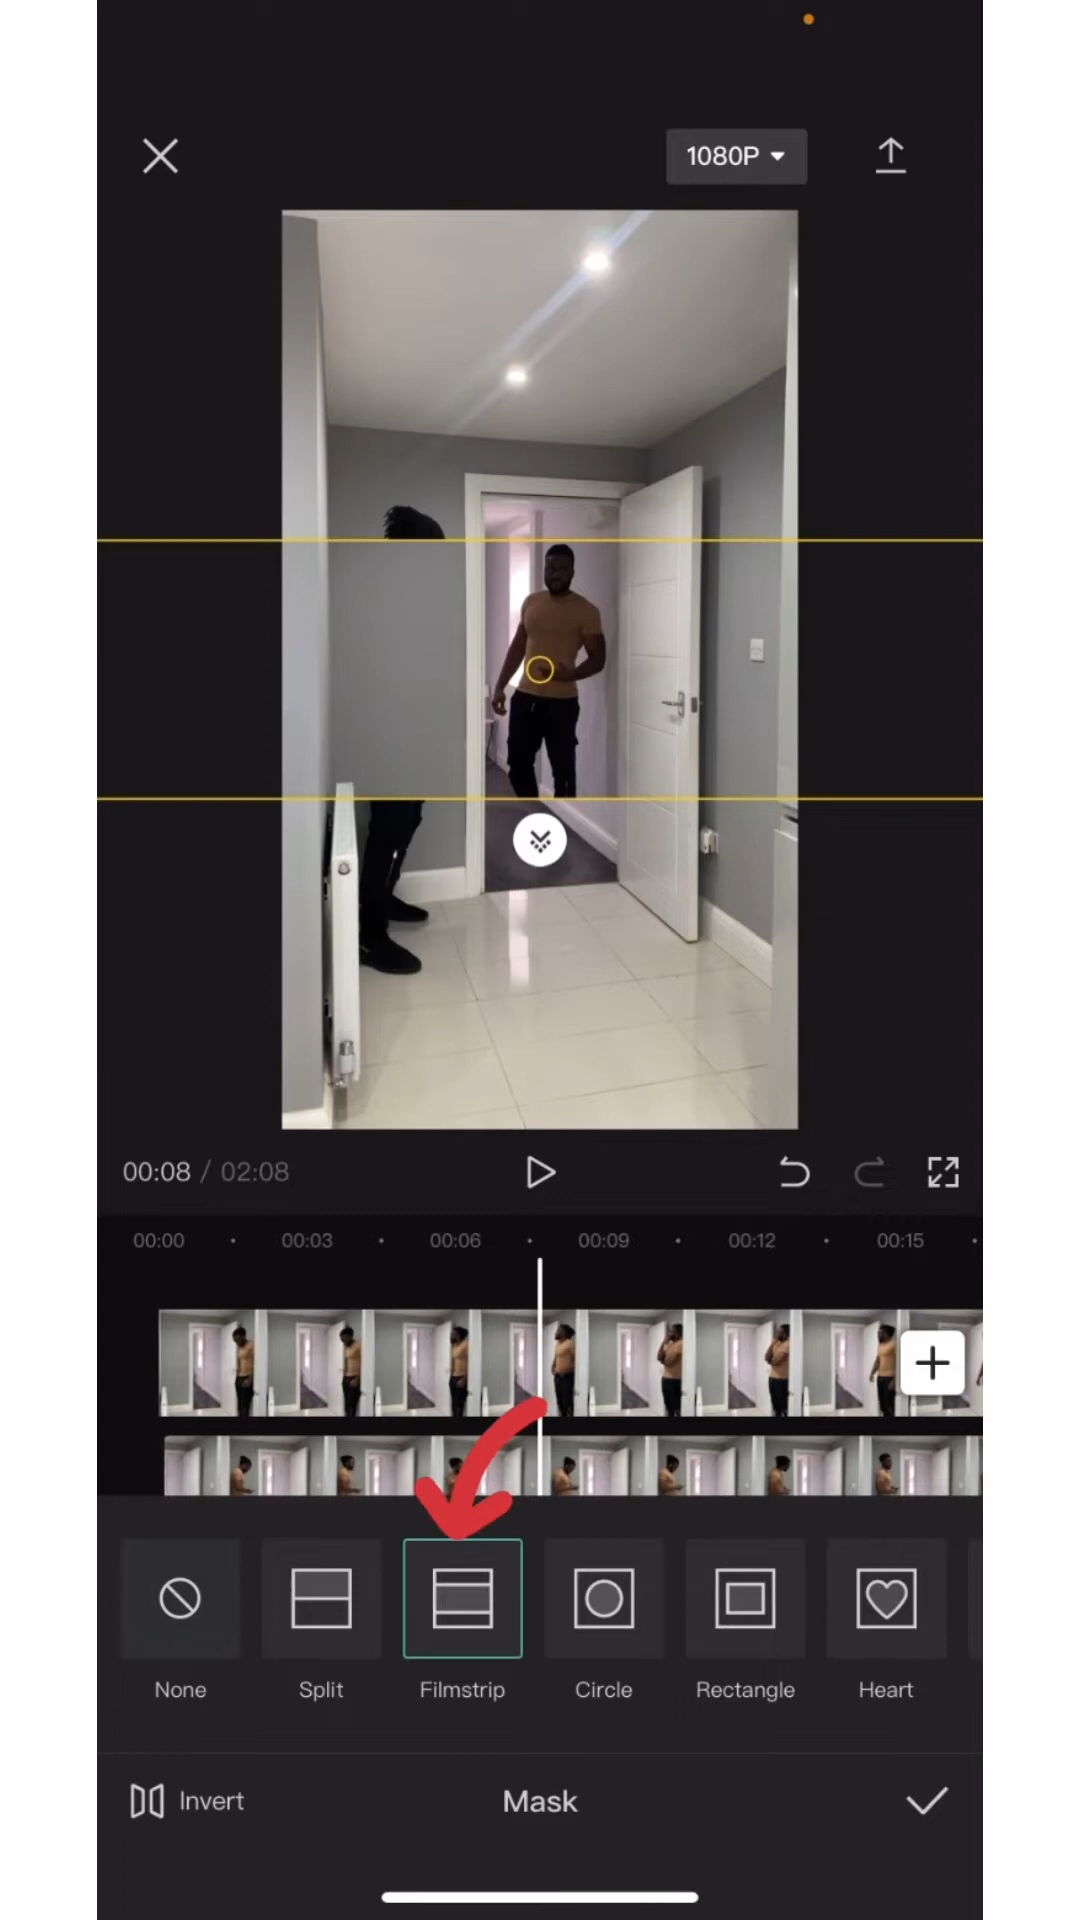 1080P
00:08 / 02:08
00:00 00:03 00:06 00:09 00:12 00:15
None Split Filmstrip Circle Rectangle Heart
Invert Mask